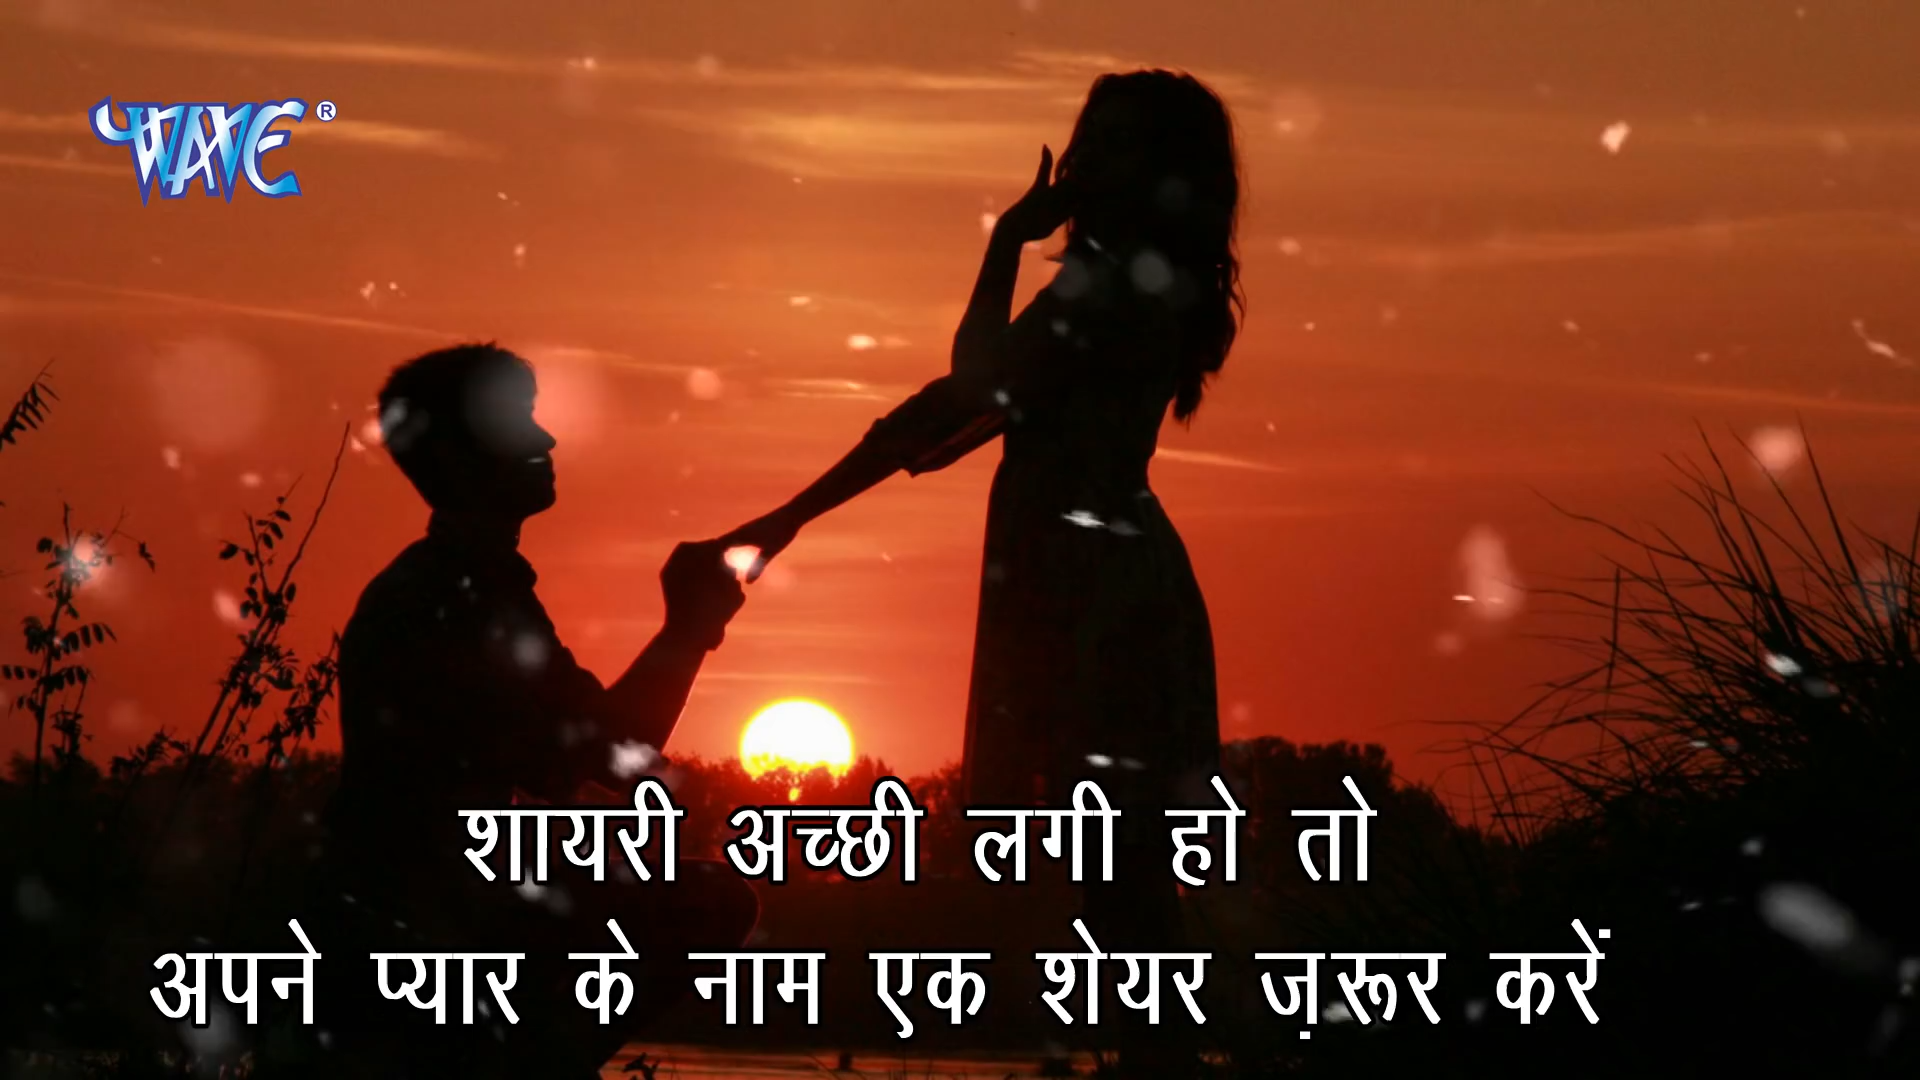 WAVE ®
शायरी अच्छी लगी हो तो
अपने प्यार के नाम एक शेयर ज़रूर करें